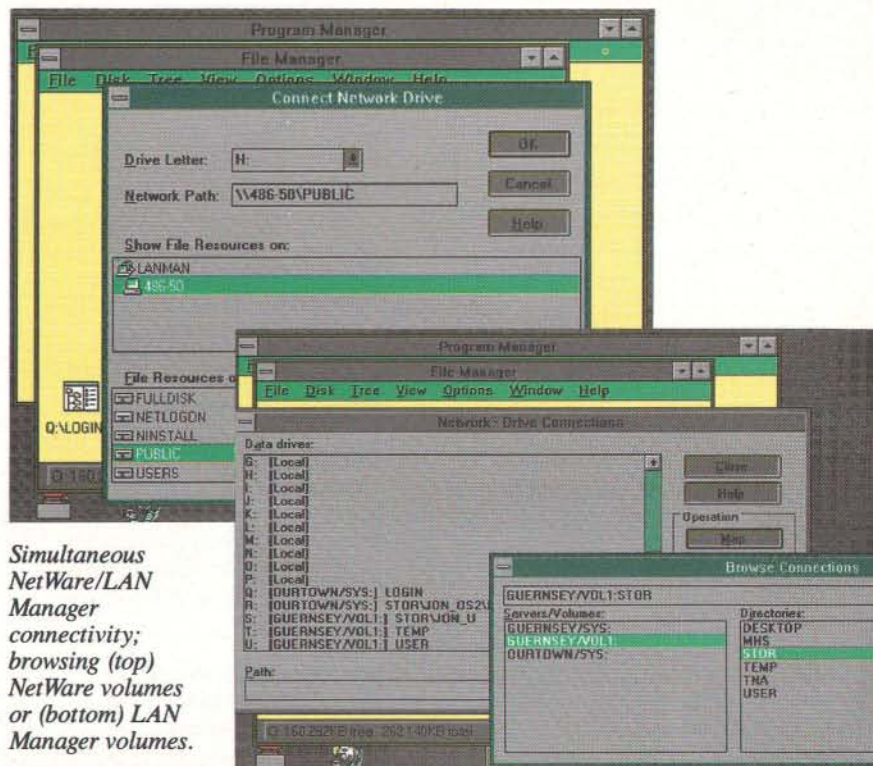 Program Manager
File Manager
File Disk Tree View Options Window Help
Connect Network Drive
Drive Letter: H:
OK
Network Path: \\486-50\PUBLIC
Cancel
Help
Show File Resources on:
LANMAN
486-50
File Resources o
FULLDISK
NETLOGON
NINSTALL
PUBLIC
USERS
Q:\LOGIN
Program Manager
File Manager
File Disk Tree View Options Window Help
Network - Drive Connections
Data drives:
G: [Local]
H: [Local]
I: [Local]
J: [Local]
K: [Local]
L: [Local]
M: [Local]
N: [Local]
O: [Local]
P: [Local]
Q: [OURTOWN/SYS:] LOGIN
R: [OURTOWN/SYS:] STOR\JON_OS2\
S: [GUERNSEY/VOL1:] STOR\JON_U
T: [GUERNSEY/VOL1:] TEMP
U: [GUERNSEY/VOL1:] USER
Close
Help
Operation
Map
Path:
Browse Connections
GUERNSEY/VOL1:STOR
Servers/Volumes:
GUERNSEY/SYS:
GUERNSEY/VOL1:
OURTOWN/SYS:
Directories:
DESKTOP
MHS
STOR
TEMP
TNA
USER
Simultaneous
NetWare/LAN
Manager
connectivity;
browsing (top)
NetWare volumes
or (bottom) LAN
Manager volumes.